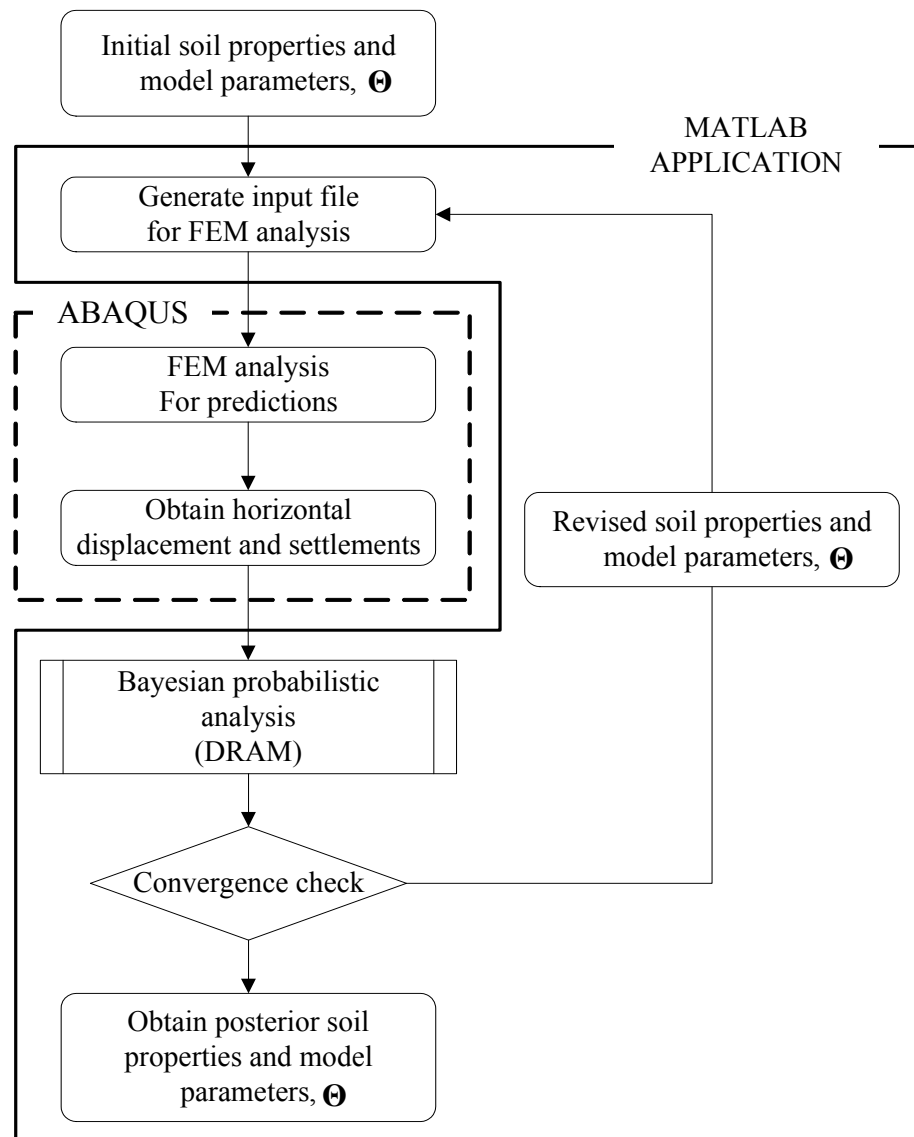 Initial soil properties and
model parameters, Θ
MATLAB
APPLICATION
Generate input file
for FEM analysis
ABAQUS
FEM analysis
For predictions
Obtain horizontal
displacement and settlements
Revised soil properties and
model parameters, Θ
Bayesian probabilistic
analysis
(DRAM)
Convergence check
Obtain posterior soil
properties and model
parameters, Θ